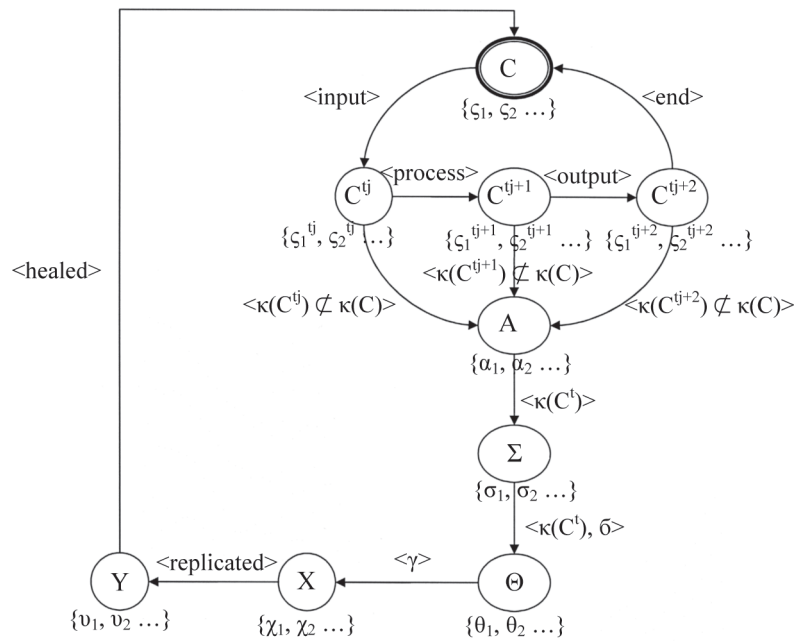 C
{ς₁, ς₂ …}
<input>
<end>
<process>
<output>
Cᵗʲ
Cᵗʲ⁺¹
Cᵗʲ⁺²
{ς₁ᵗʲ, ς₂ᵗʲ …}
{ς₁ᵗʲ⁺¹, ς₂ᵗʲ⁺¹ …}
{ς₁ᵗʲ⁺², ς₂ᵗʲ⁺² …}
<healed>
<κ(Cᵗʲ) ⊄ κ(C)>
<κ(Cᵗʲ⁺¹) ⊄ κ(C)>
<κ(Cᵗʲ⁺²) ⊄ κ(C)>
A
{α₁, α₂ …}
<κ(Cᵗ)>
Σ
{σ₁, σ₂ …}
<κ(Cᵗ), б>
<replicated>
<γ>
Y
X
Θ
{υ₁, υ₂ …}
{χ₁, χ₂ …}
{θ₁, θ₂ …}